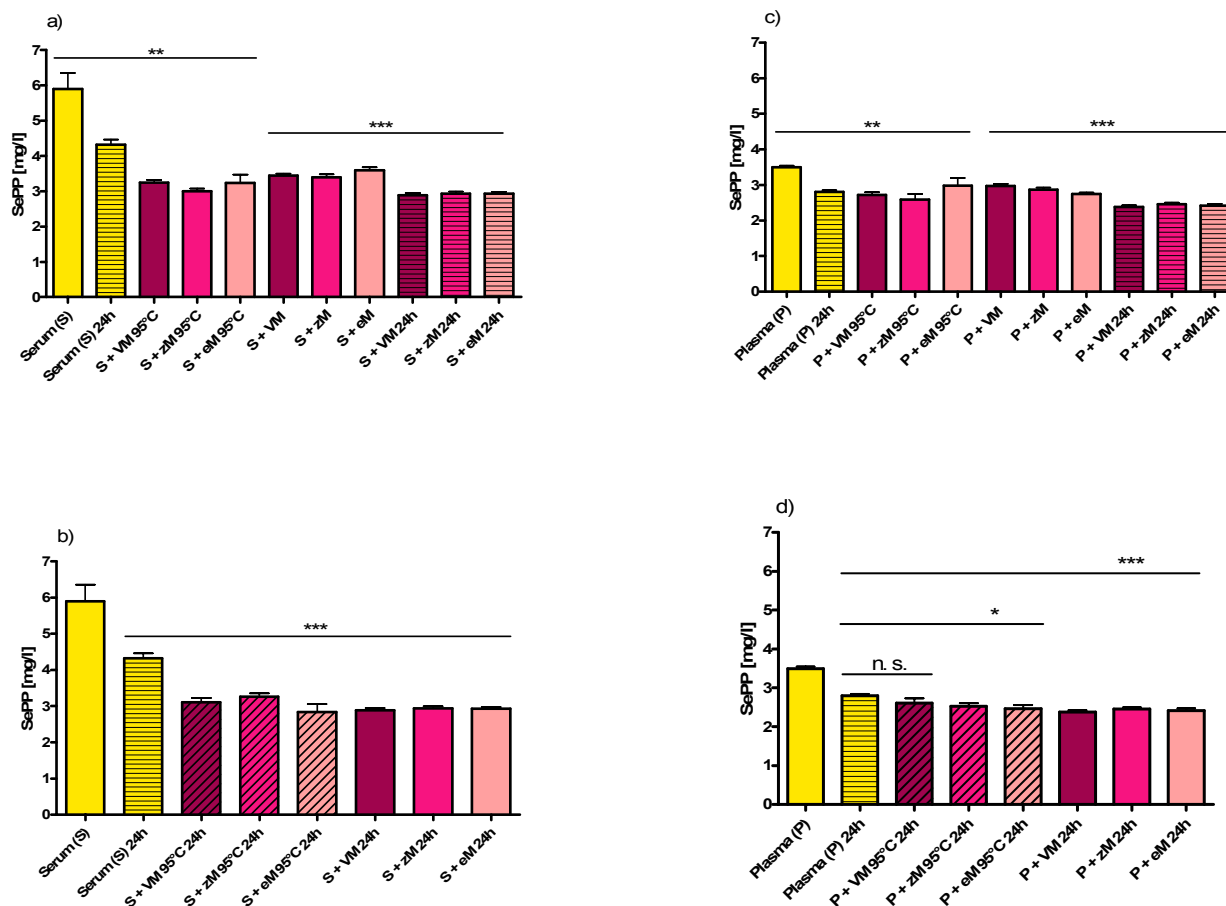 a)
SePP [mg/l]
7
6
5
4
3
2
1
0
**
***
Serum (S)
Serum (S) 24h
S + VM 95°C
S + zM 95°C
S + eM 95°C
S + VM
S + zM
S + eM
S + VM 24h
S + zM 24h
S + eM 24h
c)
SePP [mg/l]
7
6
5
4
3
2
1
0
**
***
Plasma (P)
Plasma (P) 24h
P + VM 95°C
P + zM 95°C
P + eM 95°C
P + VM
P + zM
P + eM
P + VM 24h
P + zM 24h
P + eM 24h
b)
SePP [mg/l]
7
6
5
4
3
2
1
0
***
Serum (S)
Serum (S) 24h
S + VM 95°C 24h
S + zM 95°C 24h
S + eM 95°C 24h
S + VM 24h
S + zM 24h
S + eM 24h
d)
SePP [mg/l]
7
6
5
4
3
2
1
0
***
*
n. s.
Plasma (P)
Plasma (P) 24h
P + VM 95°C 24h
P + zM 95°C 24h
P + eM 95°C 24h
P + VM 24h
P + zM 24h
P + eM 24h